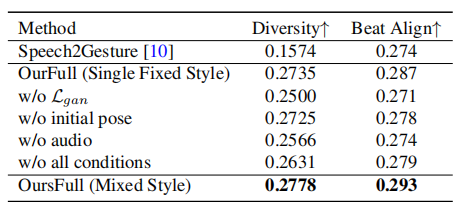 Method Diversity↑ Beat Align↑
Speech2Gesture [10] 0.1574 0.274
OurFull (Single Fixed Style) 0.2735 0.287
w/o ℒgan 0.2500 0.271
w/o initial pose 0.2725 0.278
w/o audio 0.2566 0.274
w/o all conditions 0.2631 0.279
OursFull (Mixed Style) 0.2778 0.293